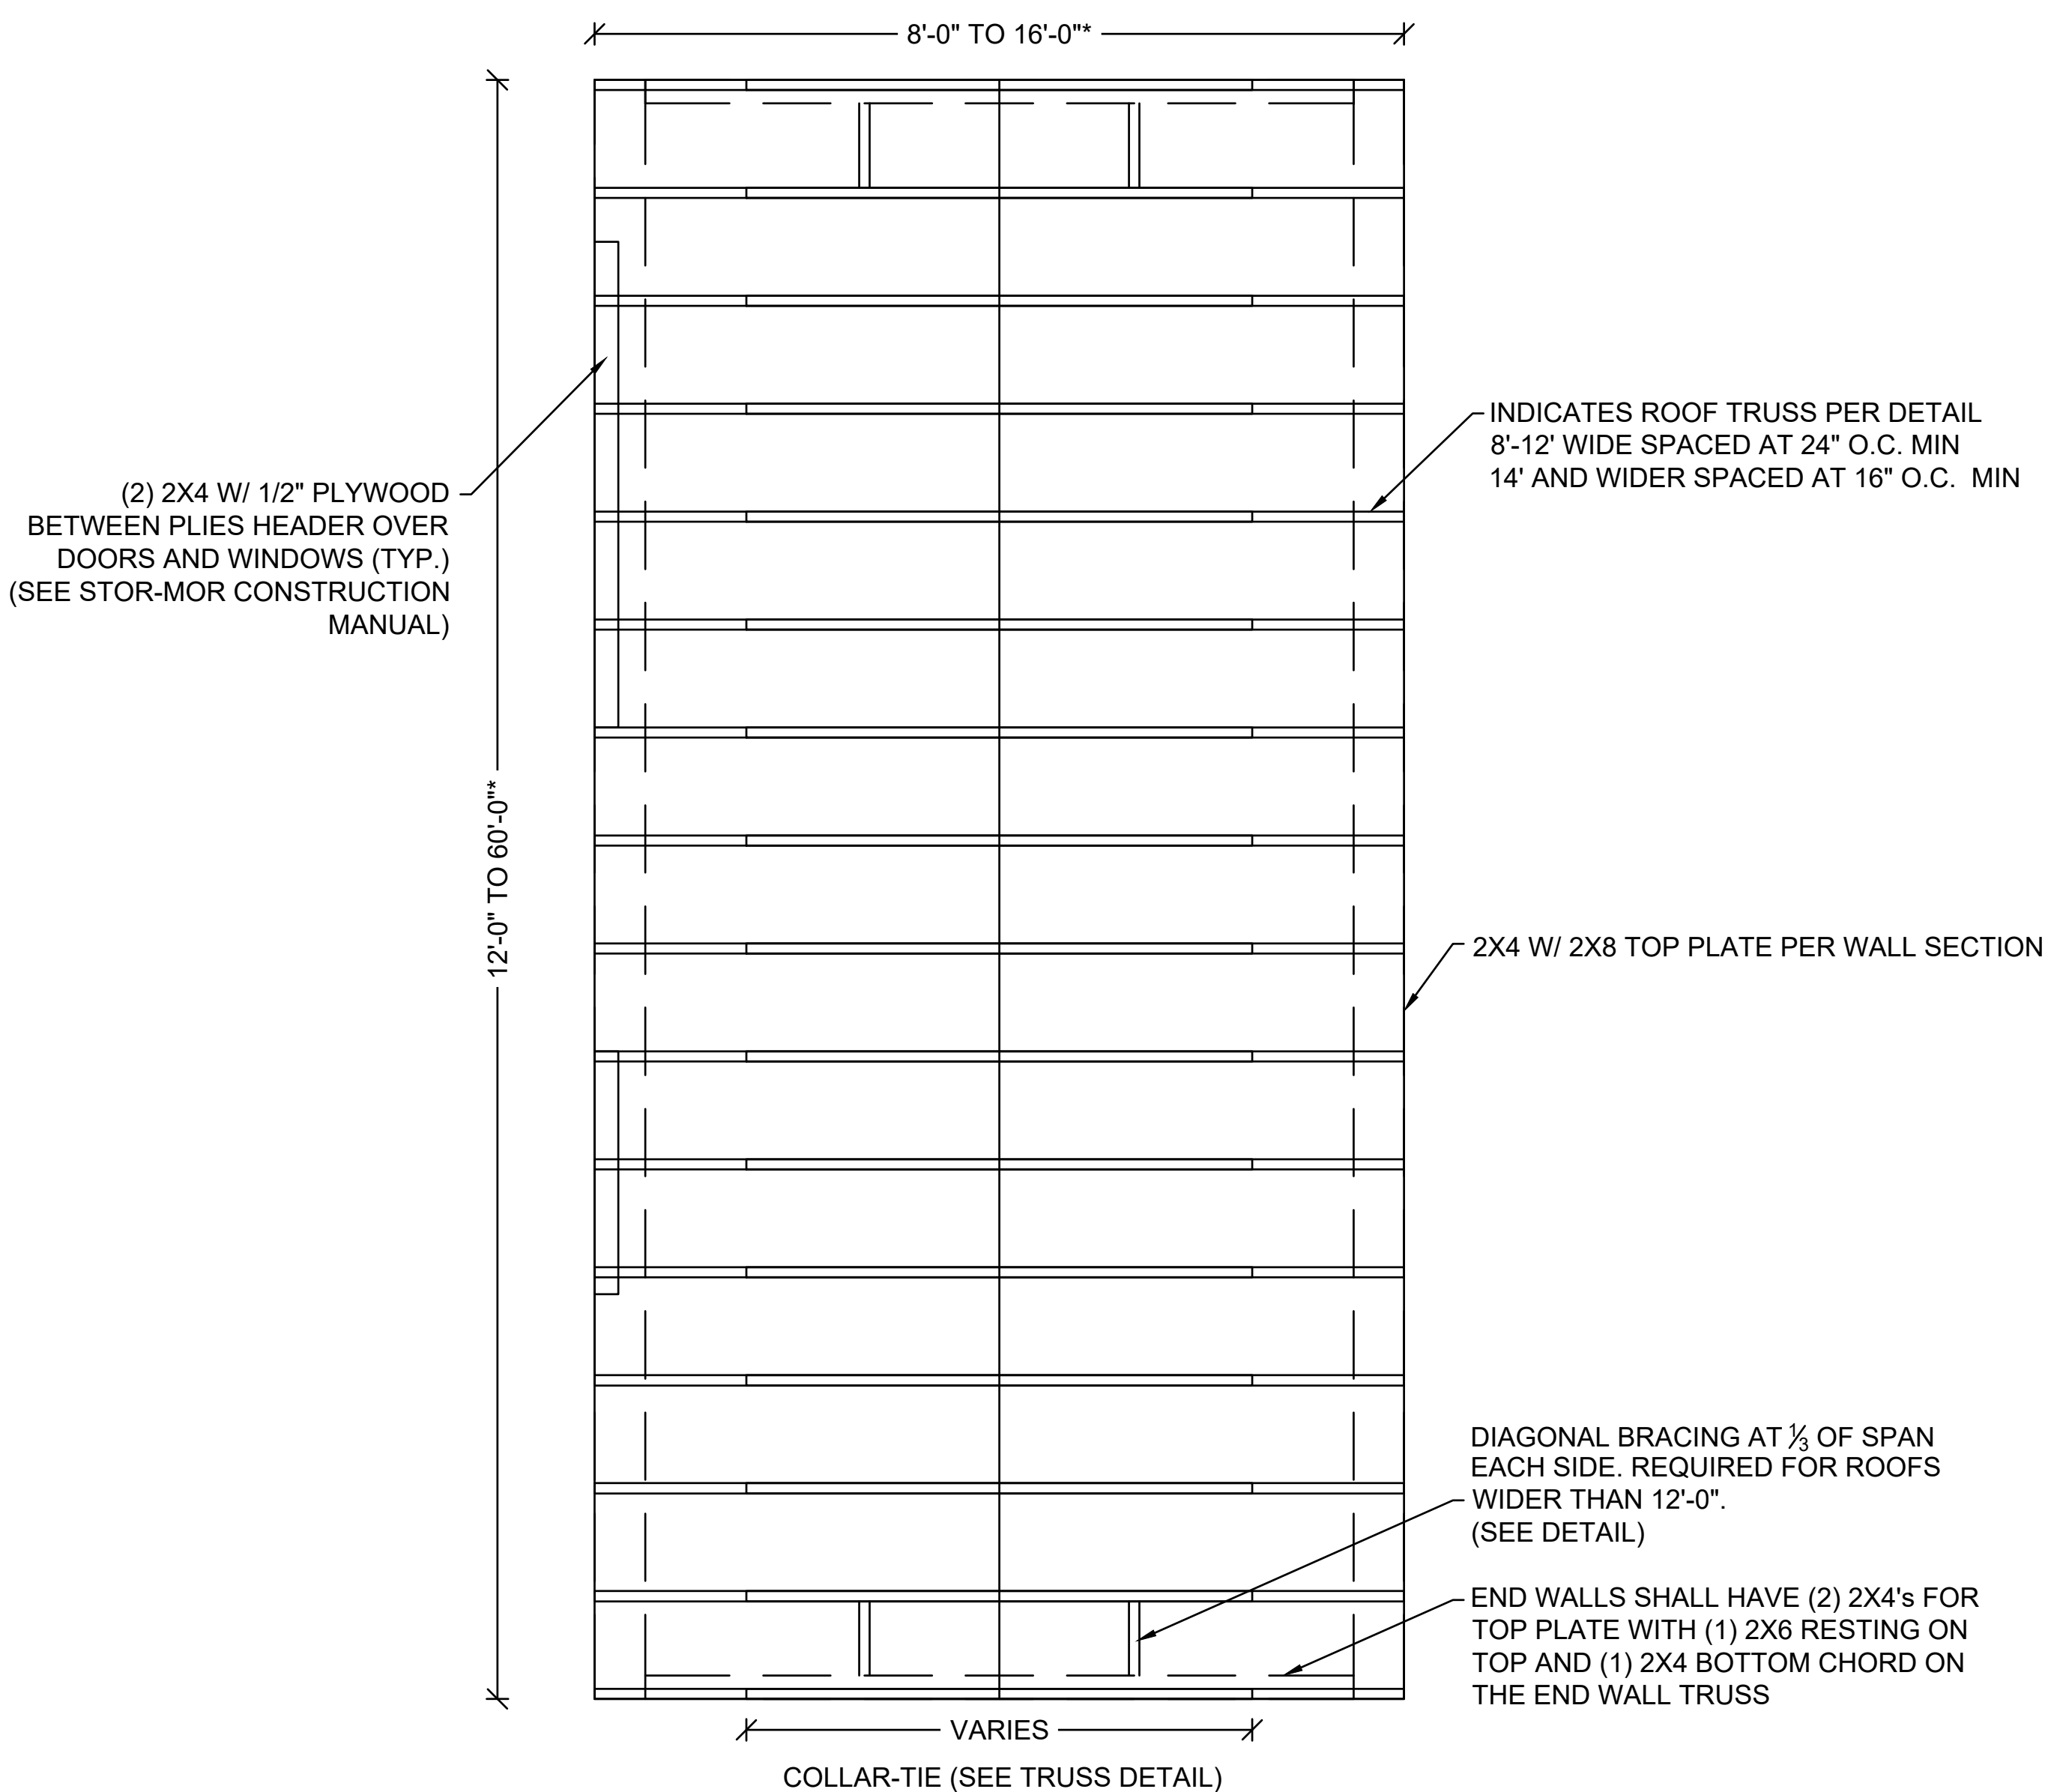 8'-0" TO 16'-0"*
INDICATES ROOF TRUSS PER DETAIL
8'-12' WIDE SPACED AT 24" O.C. MIN
14' AND WIDER SPACED AT 16" O.C. MIN
(2) 2X4 W/ 1/2" PLYWOOD
BETWEEN PLIES HEADER OVER
DOORS AND WINDOWS (TYP.)
(SEE STOR-MOR CONSTRUCTION
MANUAL)
12'-0" TO 60'-0"*
2X4 W/ 2X8 TOP PLATE PER WALL SECTION
DIAGONAL BRACING AT 1/3 OF SPAN
EACH SIDE. REQUIRED FOR ROOFS
WIDER THAN 12'-0".
(SEE DETAIL)
END WALLS SHALL HAVE (2) 2X4's FOR
TOP PLATE WITH (1) 2X6 RESTING ON
TOP AND (1) 2X4 BOTTOM CHORD ON
THE END WALL TRUSS
VARIES
COLLAR-TIE (SEE TRUSS DETAIL)